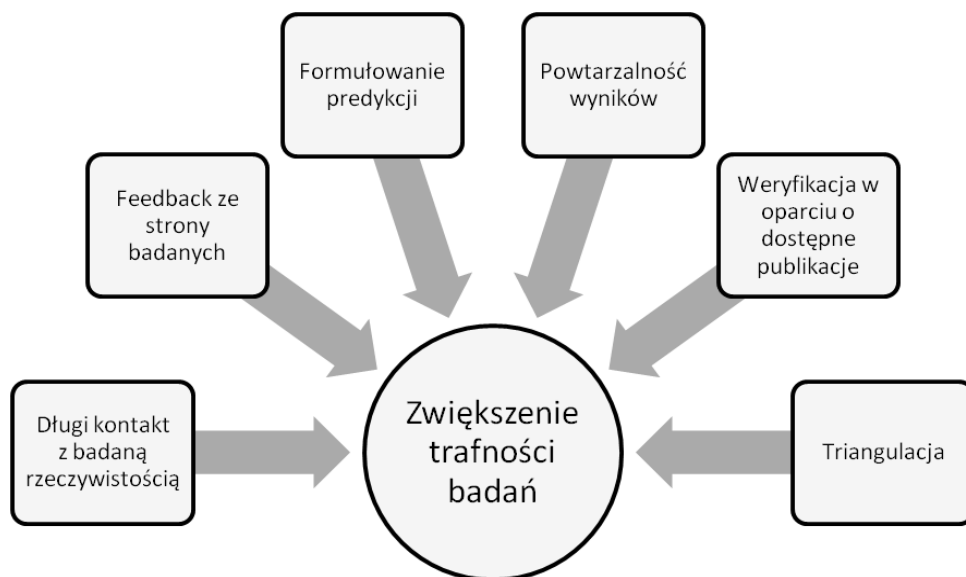 Formułowanie
predykcji
Powtarzalność
wyników
Feedback ze
strony
badanych
Weryfikacja w
oparciu o
dostępne
publikacje
Długi kontakt
z badaną
rzeczywistością
Zwiększenie
trafności
badań
Triangulacja